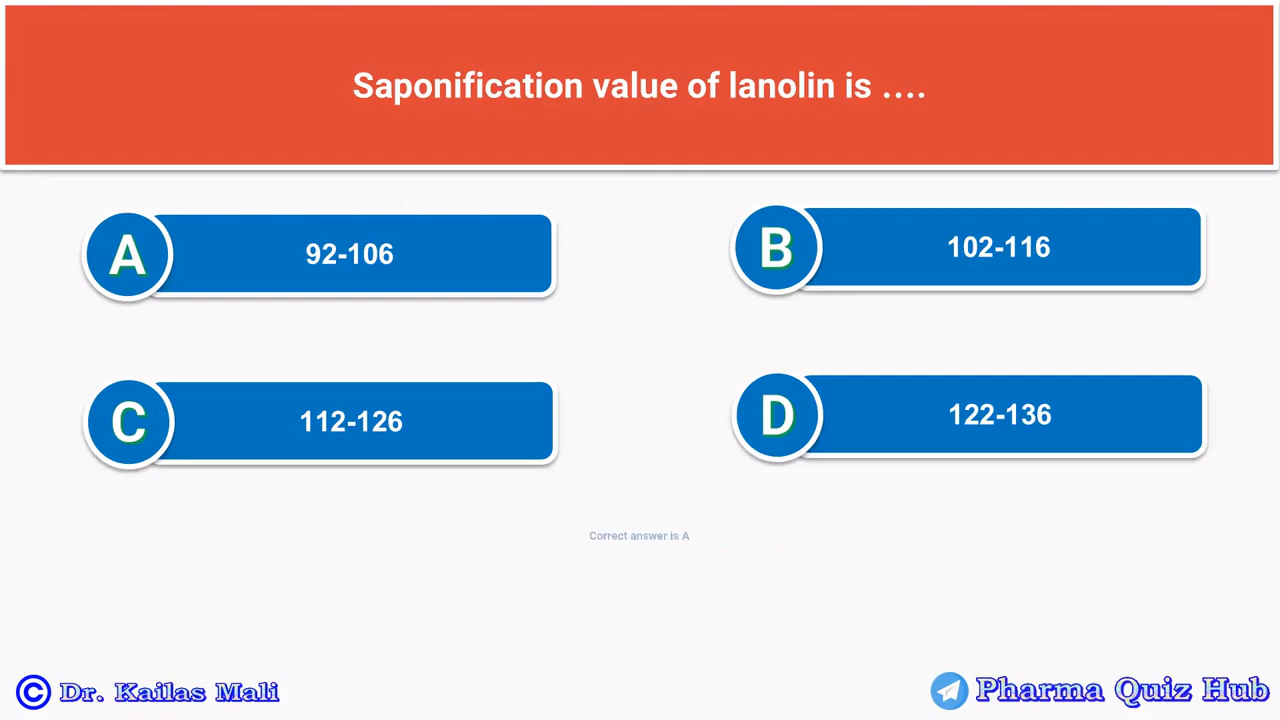 Saponification value of lanolin is ....
A 92-106
B 102-116
C 112-126
D 122-136
Correct answer is A
© Dr. Kailas Mali
Pharma Quiz Hub